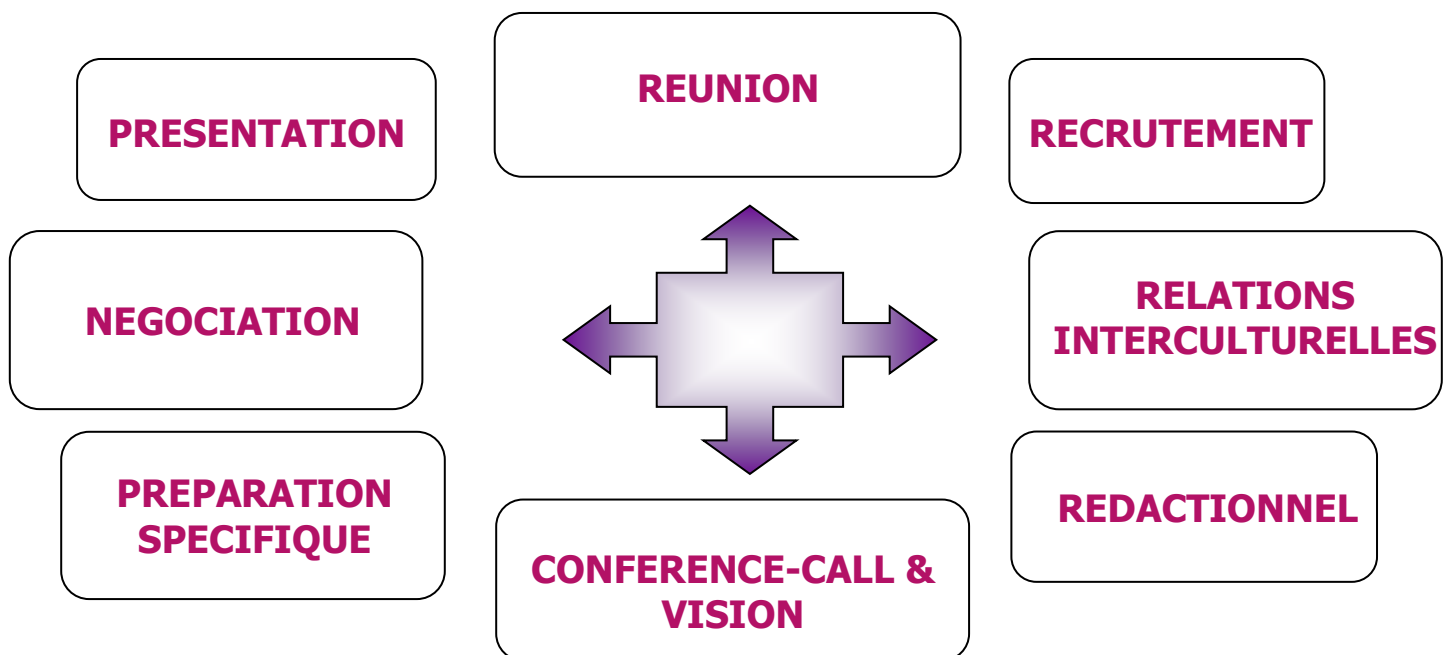 REUNION
PRESENTATION
RECRUTEMENT
NEGOCIATION
RELATIONS
INTERCULTURELLES
PREPARATION
SPECIFIQUE
REDACTIONNEL
CONFERENCE-CALL &
VISION